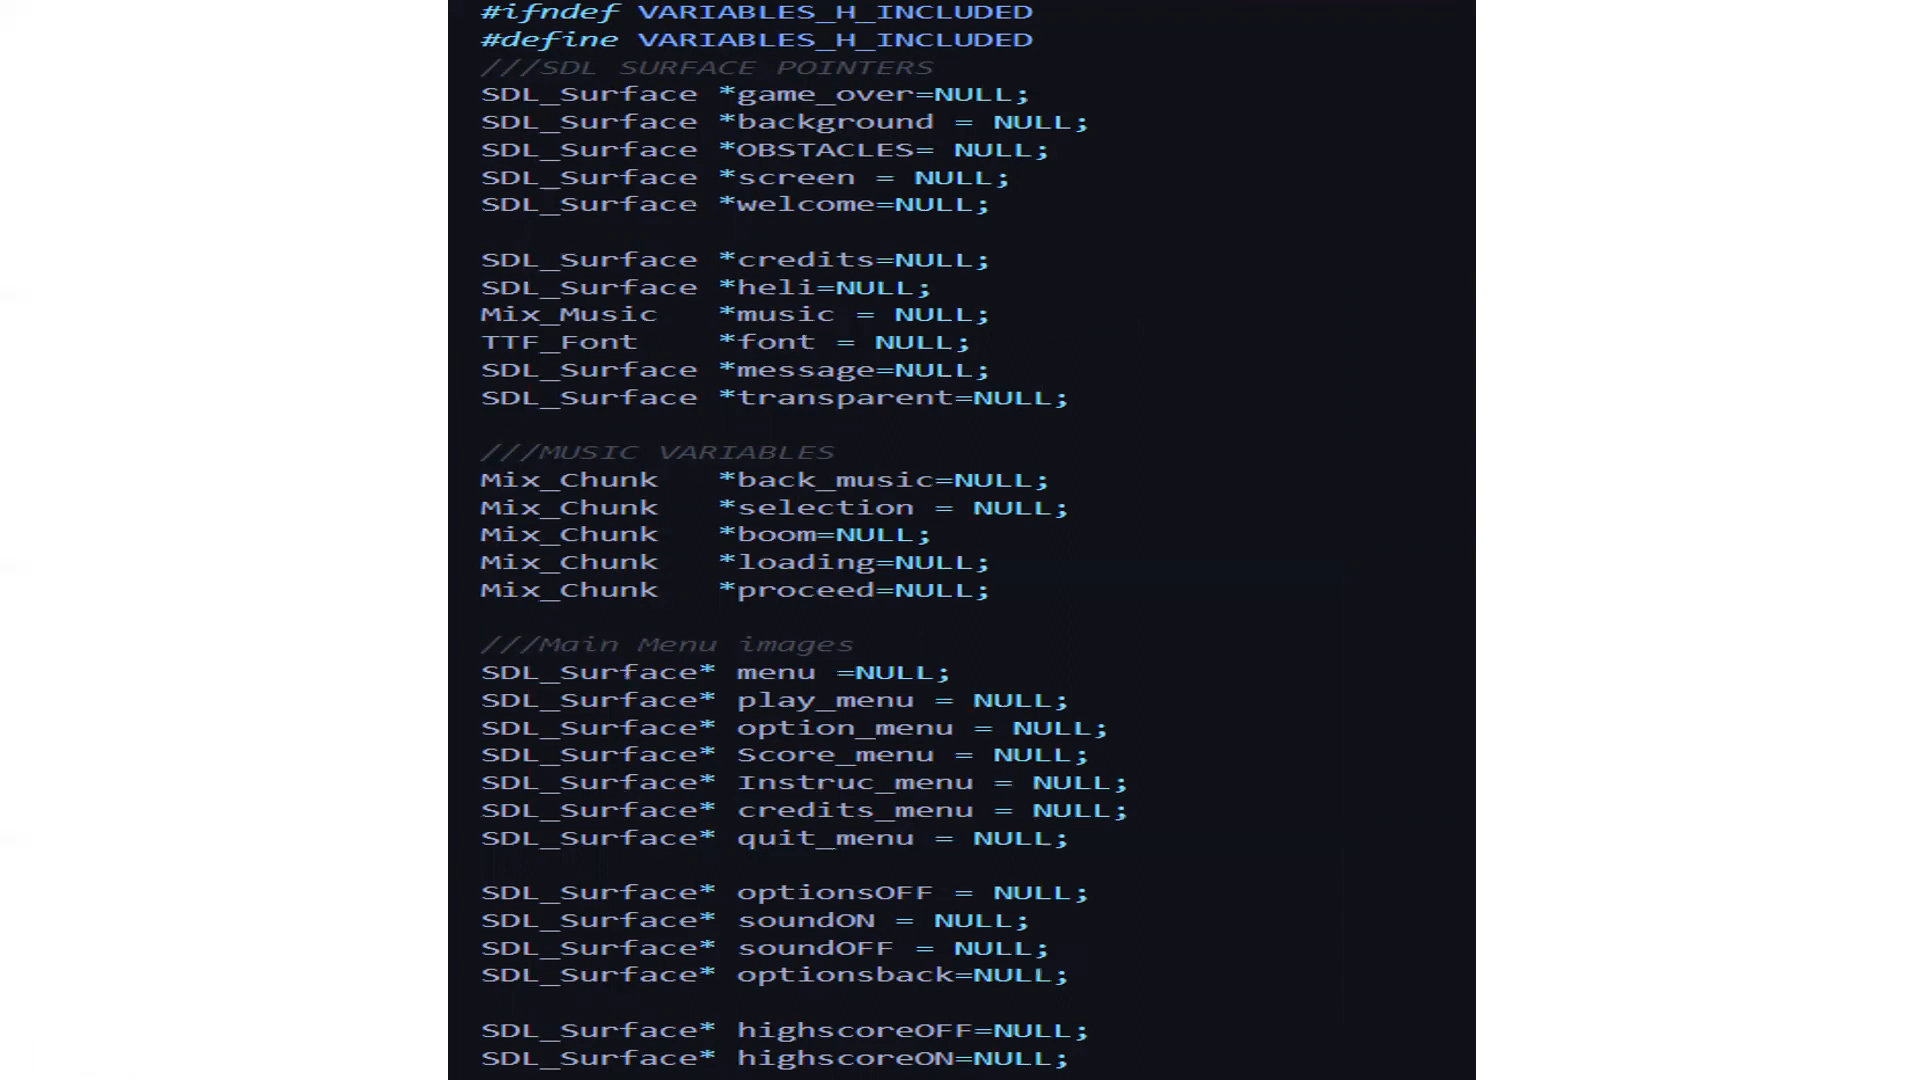 #ifndef VARIABLES_H_INCLUDED
#define VARIABLES_H_INCLUDED
///SDL SURFACE POINTERS
SDL_Surface *game_over=NULL;
SDL_Surface *background = NULL;
SDL_Surface *OBSTACLES= NULL;
SDL_Surface *screen = NULL;
SDL_Surface *welcome=NULL;
SDL_Surface *credits=NULL;
SDL_Surface *heli=NULL;
Mix_Music   *music = NULL;
TTF_Font    *font = NULL;
SDL_Surface *message=NULL;
SDL_Surface *transparent=NULL;
///MUSIC VARIABLES
Mix_Chunk   *back_music=NULL;
Mix_Chunk   *selection = NULL;
Mix_Chunk   *boom=NULL;
Mix_Chunk   *loading=NULL;
Mix_Chunk   *proceed=NULL;
///Main Menu images
SDL_Surface* menu =NULL;
SDL_Surface* play_menu = NULL;
SDL_Surface* option_menu = NULL;
SDL_Surface* Score_menu = NULL;
SDL_Surface* Instruc_menu = NULL;
SDL_Surface* credits_menu = NULL;
SDL_Surface* quit_menu = NULL;
SDL_Surface* optionsOFF = NULL;
SDL_Surface* soundON = NULL;
SDL_Surface* soundOFF = NULL;
SDL_Surface* optionsback=NULL;
SDL_Surface* highscoreOFF=NULL;
SDL_Surface* highscoreON=NULL;